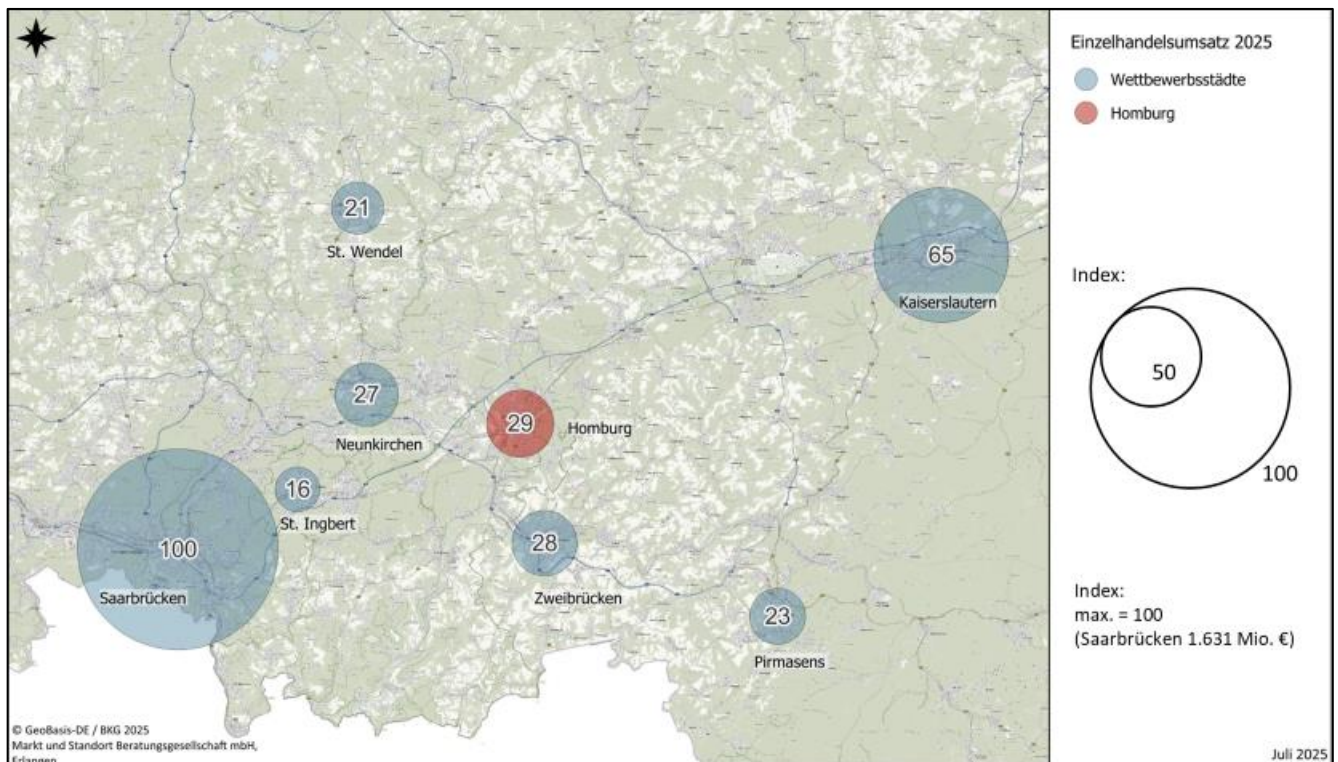 21
St. Wendel
65
Kaiserslautern
27
Neunkirchen
29
Homburg
16
St. Ingbert
100
Saarbrücken
28
Zweibrücken
23
Pirmasens
© GeoBasis-DE / BKG 2025
Markt und Standort Beratungsgesellschaft mbH,
Erlangen
Einzelhandelsumsatz 2025
Wettbewerbsstädte
Homburg
Index:
50
100
Index:
max. = 100
(Saarbrücken 1.631 Mio. €)
Juli 2025